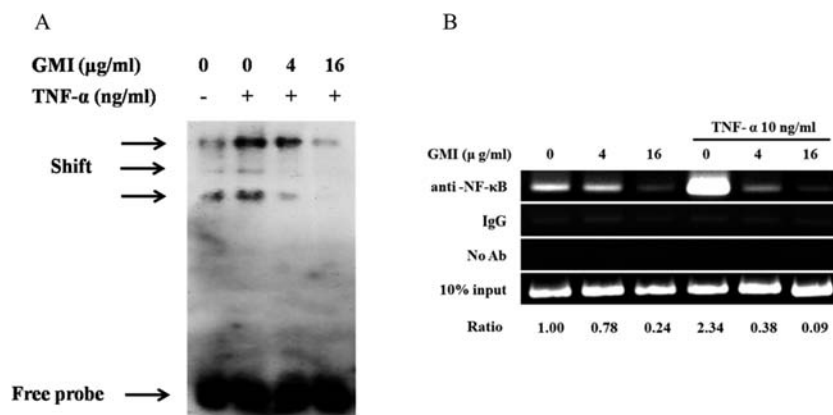 A
GMI (μg/ml) 0 0 4 16
TNF-α (ng/ml) - + + +
Shift
Free probe
B
TNF- α 10 ng/ml
GMI (μ g/ml) 0 4 16 0 4 16
anti -NF-κB
IgG
No Ab
10% input
Ratio 1.00 0.78 0.24 2.34 0.38 0.09